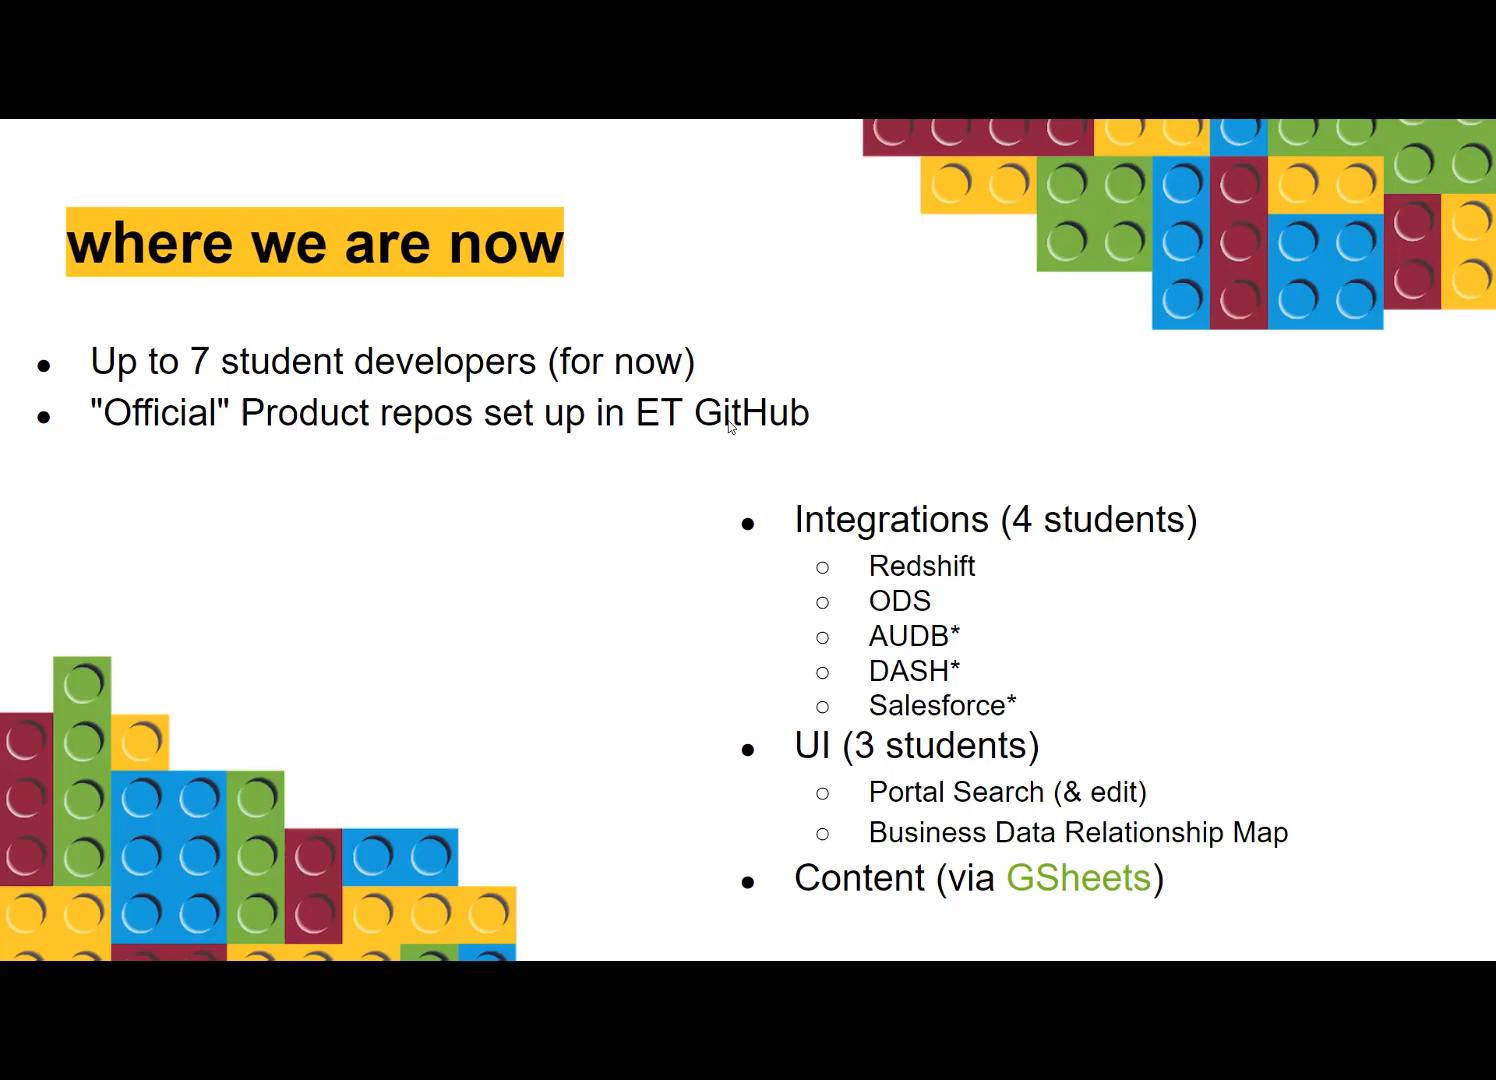 where we are now
● Up to 7 student developers (for now)
● "Official" Product repos set up in ET GitHub
● Integrations (4 students)
○ Redshift
○ ODS
○ AUDB*
○ DASH*
○ Salesforce*
● UI (3 students)
○ Portal Search (& edit)
○ Business Data Relationship Map
● Content (via GSheets)